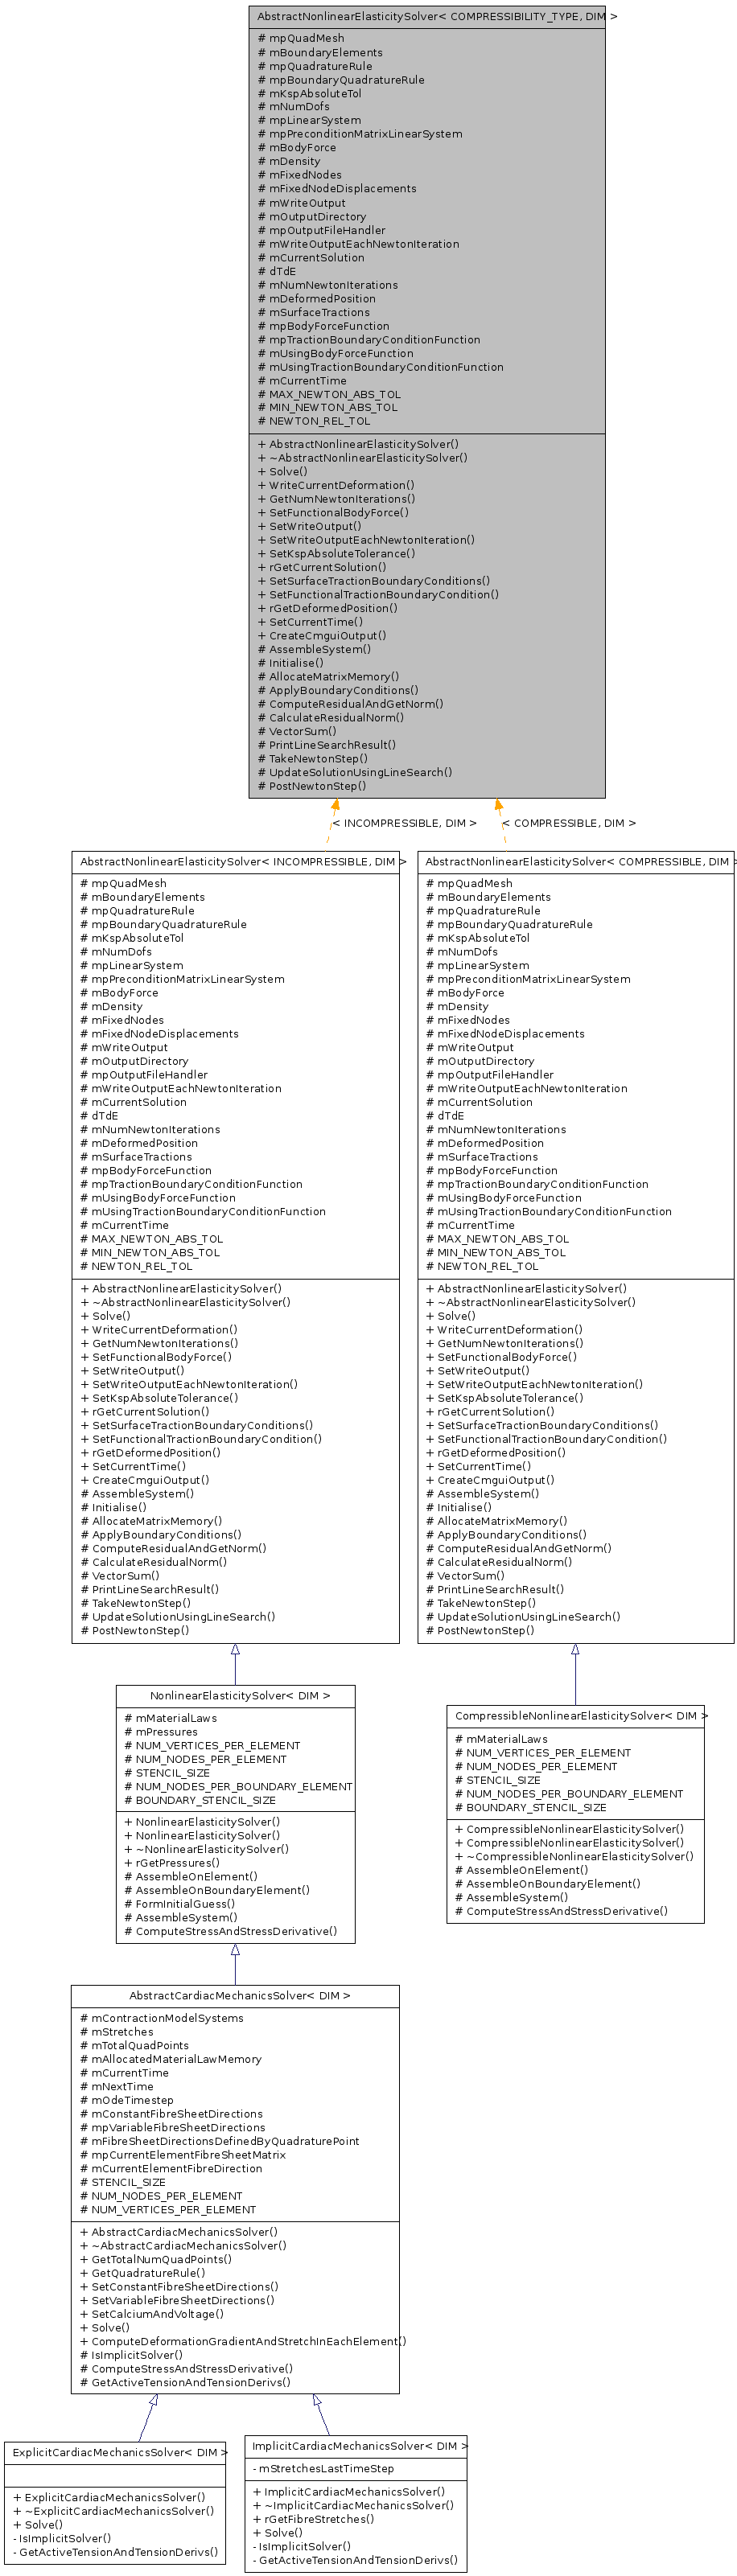 AbstractNonlinearElasticitySolver< COMPRESSIBILITY_TYPE, DIM >
# mpQuadMesh
# mBoundaryElements
# mpQuadratureRule
# mpBoundaryQuadratureRule
# mKspAbsoluteTol
# mNumDofs
# mpLinearSystem
# mpPreconditionMatrixLinearSystem
# mBodyForce
# mDensity
# mFixedNodes
# mFixedNodeDisplacements
# mWriteOutput
# mOutputDirectory
# mpOutputFileHandler
# mWriteOutputEachNewtonIteration
# mCurrentSolution
# dTdE
# mNumNewtonIterations
# mDeformedPosition
# mSurfaceTractions
# mpBodyForceFunction
# mpTractionBoundaryConditionFunction
# mUsingBodyForceFunction
# mUsingTractionBoundaryConditionFunction
# mCurrentTime
# MAX_NEWTON_ABS_TOL
# MIN_NEWTON_ABS_TOL
# NEWTON_REL_TOL
+ AbstractNonlinearElasticitySolver()
+ ~AbstractNonlinearElasticitySolver()
+ Solve()
+ WriteCurrentDeformation()
+ GetNumNewtonIterations()
+ SetFunctionalBodyForce()
+ SetWriteOutput()
+ SetWriteOutputEachNewtonIteration()
+ SetKspAbsoluteTolerance()
+ rGetCurrentSolution()
+ SetSurfaceTractionBoundaryConditions()
+ SetFunctionalTractionBoundaryCondition()
+ rGetDeformedPosition()
+ SetCurrentTime()
+ CreateCmguiOutput()
# AssembleSystem()
# Initialise()
# AllocateMatrixMemory()
# ApplyBoundaryConditions()
# ComputeResidualAndGetNorm()
# CalculateResidualNorm()
# VectorSum()
# PrintLineSearchResult()
# TakeNewtonStep()
# UpdateSolutionUsingLineSearch()
# PostNewtonStep()
< INCOMPRESSIBLE, DIM >
< COMPRESSIBLE, DIM >
AbstractNonlinearElasticitySolver< INCOMPRESSIBLE, DIM >
# mpQuadMesh
# mBoundaryElements
# mpQuadratureRule
# mpBoundaryQuadratureRule
# mKspAbsoluteTol
# mNumDofs
# mpLinearSystem
# mpPreconditionMatrixLinearSystem
# mBodyForce
# mDensity
# mFixedNodes
# mFixedNodeDisplacements
# mWriteOutput
# mOutputDirectory
# mpOutputFileHandler
# mWriteOutputEachNewtonIteration
# mCurrentSolution
# dTdE
# mNumNewtonIterations
# mDeformedPosition
# mSurfaceTractions
# mpBodyForceFunction
# mpTractionBoundaryConditionFunction
# mUsingBodyForceFunction
# mUsingTractionBoundaryConditionFunction
# mCurrentTime
# MAX_NEWTON_ABS_TOL
# MIN_NEWTON_ABS_TOL
# NEWTON_REL_TOL
+ AbstractNonlinearElasticitySolver()
+ ~AbstractNonlinearElasticitySolver()
+ Solve()
+ WriteCurrentDeformation()
+ GetNumNewtonIterations()
+ SetFunctionalBodyForce()
+ SetWriteOutput()
+ SetWriteOutputEachNewtonIteration()
+ SetKspAbsoluteTolerance()
+ rGetCurrentSolution()
+ SetSurfaceTractionBoundaryConditions()
+ SetFunctionalTractionBoundaryCondition()
+ rGetDeformedPosition()
+ SetCurrentTime()
+ CreateCmguiOutput()
# AssembleSystem()
# Initialise()
# AllocateMatrixMemory()
# ApplyBoundaryConditions()
# ComputeResidualAndGetNorm()
# CalculateResidualNorm()
# VectorSum()
# PrintLineSearchResult()
# TakeNewtonStep()
# UpdateSolutionUsingLineSearch()
# PostNewtonStep()
AbstractNonlinearElasticitySolver< COMPRESSIBLE, DIM >
# mpQuadMesh
# mBoundaryElements
# mpQuadratureRule
# mpBoundaryQuadratureRule
# mKspAbsoluteTol
# mNumDofs
# mpLinearSystem
# mpPreconditionMatrixLinearSystem
# mBodyForce
# mDensity
# mFixedNodes
# mFixedNodeDisplacements
# mWriteOutput
# mOutputDirectory
# mpOutputFileHandler
# mWriteOutputEachNewtonIteration
# mCurrentSolution
# dTdE
# mNumNewtonIterations
# mDeformedPosition
# mSurfaceTractions
# mpBodyForceFunction
# mpTractionBoundaryConditionFunction
# mUsingBodyForceFunction
# mUsingTractionBoundaryConditionFunction
# mCurrentTime
# MAX_NEWTON_ABS_TOL
# MIN_NEWTON_ABS_TOL
# NEWTON_REL_TOL
+ AbstractNonlinearElasticitySolver()
+ ~AbstractNonlinearElasticitySolver()
+ Solve()
+ WriteCurrentDeformation()
+ GetNumNewtonIterations()
+ SetFunctionalBodyForce()
+ SetWriteOutput()
+ SetWriteOutputEachNewtonIteration()
+ SetKspAbsoluteTolerance()
+ rGetCurrentSolution()
+ SetSurfaceTractionBoundaryConditions()
+ SetFunctionalTractionBoundaryCondition()
+ rGetDeformedPosition()
+ SetCurrentTime()
+ CreateCmguiOutput()
# AssembleSystem()
# Initialise()
# AllocateMatrixMemory()
# ApplyBoundaryConditions()
# ComputeResidualAndGetNorm()
# CalculateResidualNorm()
# VectorSum()
# PrintLineSearchResult()
# TakeNewtonStep()
# UpdateSolutionUsingLineSearch()
# PostNewtonStep()
NonlinearElasticitySolver< DIM >
# mMaterialLaws
# mPressures
# NUM_VERTICES_PER_ELEMENT
# NUM_NODES_PER_ELEMENT
# STENCIL_SIZE
# NUM_NODES_PER_BOUNDARY_ELEMENT
# BOUNDARY_STENCIL_SIZE
+ NonlinearElasticitySolver()
+ NonlinearElasticitySolver()
+ ~NonlinearElasticitySolver()
+ rGetPressures()
# AssembleOnElement()
# AssembleOnBoundaryElement()
# FormInitialGuess()
# AssembleSystem()
# ComputeStressAndStressDerivative()
CompressibleNonlinearElasticitySolver< DIM >
# mMaterialLaws
# NUM_VERTICES_PER_ELEMENT
# NUM_NODES_PER_ELEMENT
# STENCIL_SIZE
# NUM_NODES_PER_BOUNDARY_ELEMENT
# BOUNDARY_STENCIL_SIZE
+ CompressibleNonlinearElasticitySolver()
+ CompressibleNonlinearElasticitySolver()
+ ~CompressibleNonlinearElasticitySolver()
# AssembleOnElement()
# AssembleOnBoundaryElement()
# AssembleSystem()
# ComputeStressAndStressDerivative()
AbstractCardiacMechanicsSolver< DIM >
# mContractionModelSystems
# mStretches
# mTotalQuadPoints
# mAllocatedMaterialLawMemory
# mCurrentTime
# mNextTime
# mOdeTimestep
# mConstantFibreSheetDirections
# mpVariableFibreSheetDirections
# mFibreSheetDirectionsDefinedByQuadraturePoint
# mpCurrentElementFibreSheetMatrix
# mCurrentElementFibreDirection
# STENCIL_SIZE
# NUM_NODES_PER_ELEMENT
# NUM_VERTICES_PER_ELEMENT
+ AbstractCardiacMechanicsSolver()
+ ~AbstractCardiacMechanicsSolver()
+ GetTotalNumQuadPoints()
+ GetQuadratureRule()
+ SetConstantFibreSheetDirections()
+ SetVariableFibreSheetDirections()
+ SetCalciumAndVoltage()
+ Solve()
+ ComputeDeformationGradientAndStretchInEachElement()
# IsImplicitSolver()
# ComputeStressAndStressDerivative()
# GetActiveTensionAndTensionDerivs()
ExplicitCardiacMechanicsSolver< DIM >
+ ExplicitCardiacMechanicsSolver()
+ ~ExplicitCardiacMechanicsSolver()
+ Solve()
- IsImplicitSolver()
- GetActiveTensionAndTensionDerivs()
ImplicitCardiacMechanicsSolver< DIM >
- mStretchesLastTimeStep
+ ImplicitCardiacMechanicsSolver()
+ ~ImplicitCardiacMechanicsSolver()
+ rGetFibreStretches()
+ Solve()
- IsImplicitSolver()
- GetActiveTensionAndTensionDerivs()